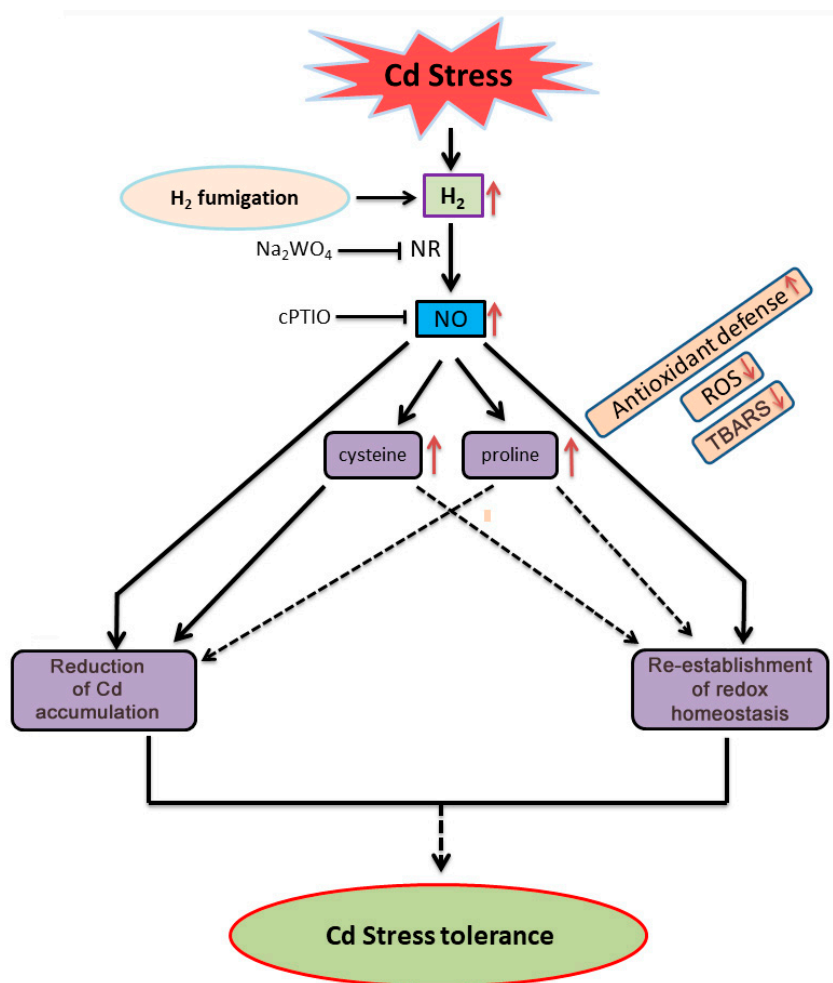 Cd Stress
H₂ fumigation
H₂
Na₂WO₄
NR
cPTIO
NO
Antioxidant defense
ROS
TBARS
cysteine
proline
Reduction
of Cd
accumulation
Re-establishment
of redox
homeostasis
Cd Stress tolerance